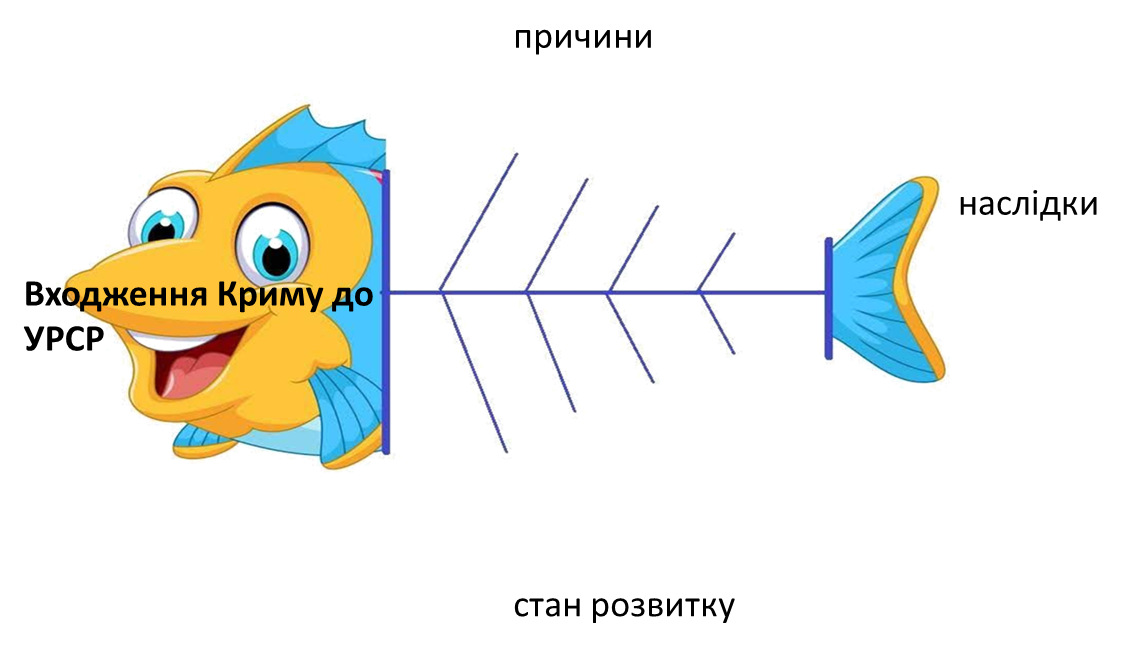 причини
наслідки
Входження Криму до
УРСР
стан розвитку